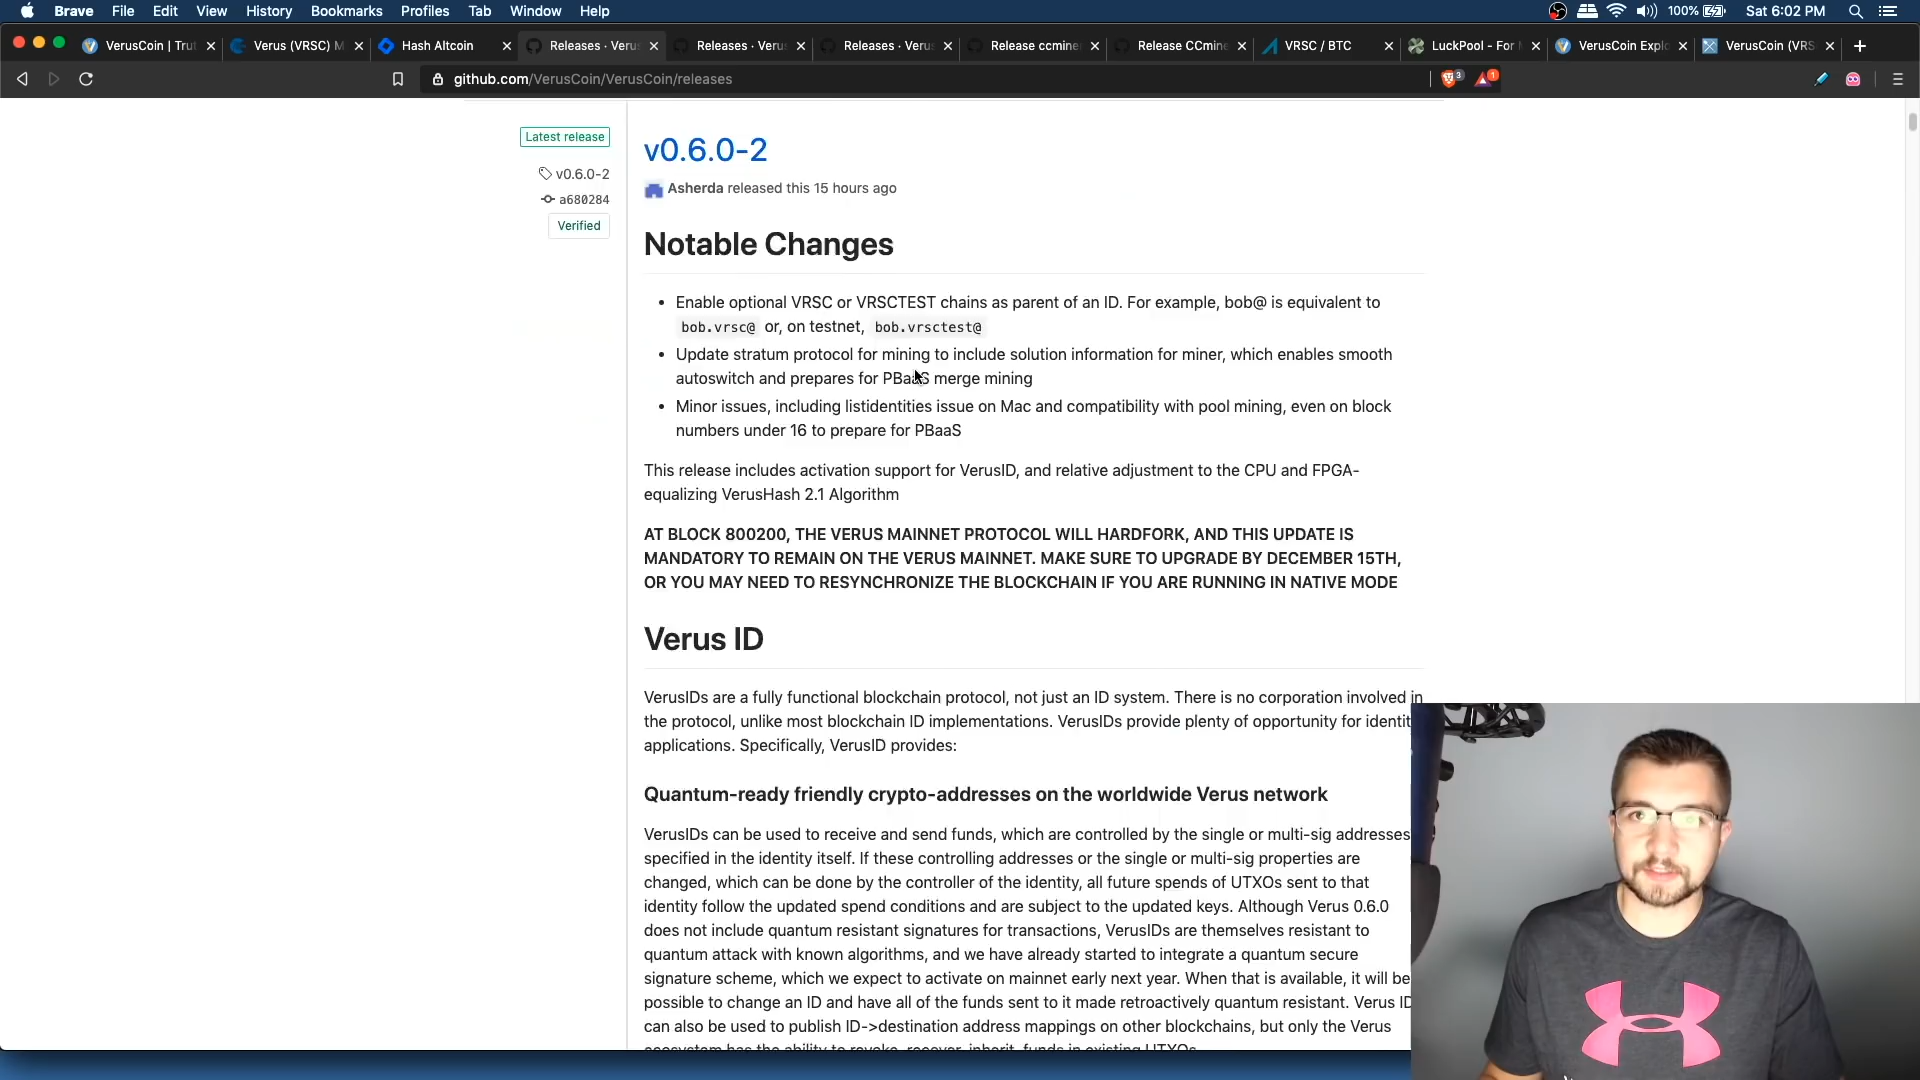 Brave File Edit View History Bookmarks Profiles Tab Window Help 100% Sat 6:02 PM
VerusCoin | Tru Verus (VRSC) M Hash Altcoin Releases · Verus Releases · Verus Releases · Verus Release ccmine Release CCmine VRSC / BTC LuckPool - For M VerusCoin Explo VerusCoin (VRS
github.com/VerusCoin/VerusCoin/releases 3 1
Latest release
v0.6.0-2
a680284
Verified
v0.6.0-2
Asherda released this 15 hours ago
Notable Changes
• Enable optional VRSC or VRSCTEST chains as parent of an ID. For example, bob@ is equivalent to
bob.vrsc@ or, on testnet, bob.vrsctest@
• Update stratum protocol for mining to include solution information for miner, which enables smooth
autoswitch and prepares for PBaaS merge mining
• Minor issues, including listidentities issue on Mac and compatibility with pool mining, even on block
numbers under 16 to prepare for PBaaS
This release includes activation support for VerusID, and relative adjustment to the CPU and FPGA-
equalizing VerusHash 2.1 Algorithm
AT BLOCK 800200, THE VERUS MAINNET PROTOCOL WILL HARDFORK, AND THIS UPDATE IS
MANDATORY TO REMAIN ON THE VERUS MAINNET. MAKE SURE TO UPGRADE BY DECEMBER 15TH,
OR YOU MAY NEED TO RESYNCHRONIZE THE BLOCKCHAIN IF YOU ARE RUNNING IN NATIVE MODE
Verus ID
VerusIDs are a fully functional blockchain protocol, not just an ID system. There is no corporation involved in
the protocol, unlike most blockchain ID implementations. VerusIDs provide plenty of opportunity for identit
applications. Specifically, VerusID provides:
Quantum-ready friendly crypto-addresses on the worldwide Verus network
VerusIDs can be used to receive and send funds, which are controlled by the single or multi-sig addresses
specified in the identity itself. If these controlling addresses or the single or multi-sig properties are
changed, which can be done by the controller of the identity, all future spends of UTXOs sent to that
identity follow the updated spend conditions and are subject to the updated keys. Although Verus 0.6.0
does not include quantum resistant signatures for transactions, VerusIDs are themselves resistant to
quantum attack with known algorithms, and we have already started to integrate a quantum secure
signature scheme, which we expect to activate on mainnet early next year. When that is available, it will be
possible to change an ID and have all of the funds sent to it made retroactively quantum resistant. Verus ID
can also be used to publish ID->destination address mappings on other blockchains, but only the Verus
ecosystem has the ability to revoke, recover, inherit, funds in existing UTXOs